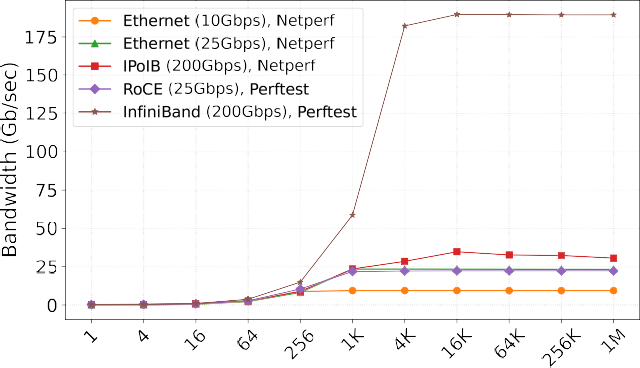 Ethernet (10Gbps), Netperf
Ethernet (25Gbps), Netperf
IPoIB (200Gbps), Netperf
RoCE (25Gbps), Perftest
InfiniBand (200Gbps), Perftest
Bandwidth (Gb/sec)
175
150
125
100
75
50
25
0
1 4 16 64 256 1K 4K 16K 64K 256K 1M